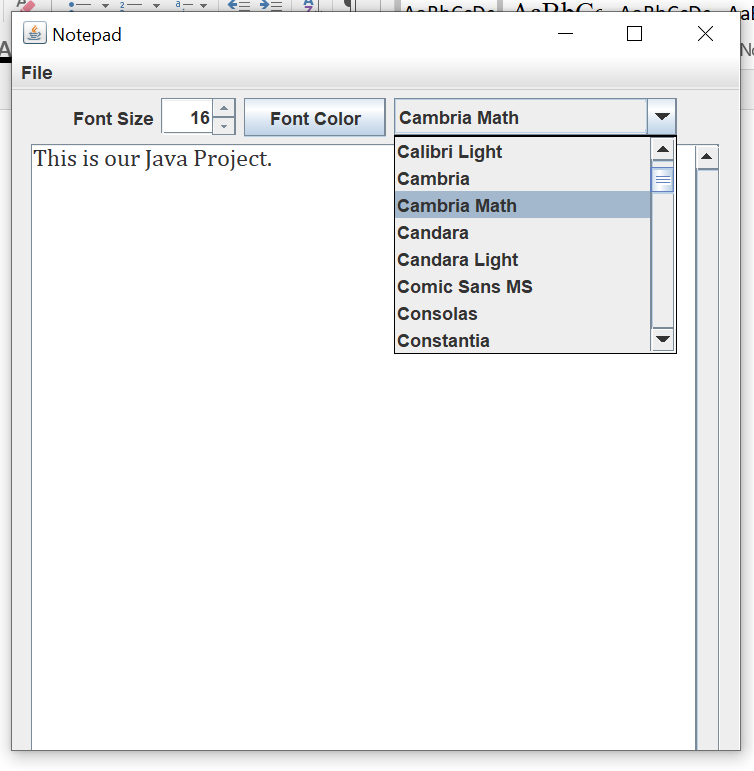 Notepad
File
Font Size 16 Font Color Cambria Math
This is our Java Project.
Calibri Light
Cambria
Cambria Math
Candara
Candara Light
Comic Sans MS
Consolas
Constantia